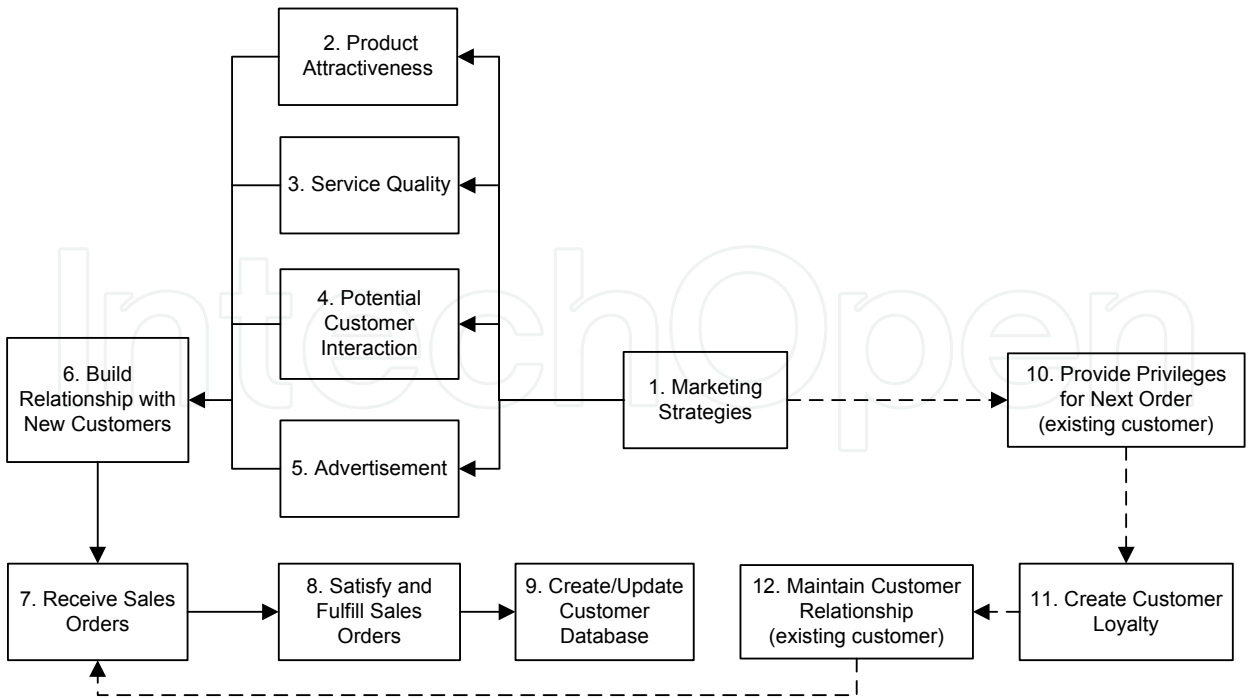 2. Product
Attractiveness
3. Service Quality
4. Potential
Customer
Interaction
5. Advertisement
6. Build
Relationship with
New Customers
1. Marketing
Strategies
10. Provide Privileges
for Next Order
(existing customer)
7. Receive Sales
Orders
8. Satisfy and
Fulfill Sales
Orders
9. Create/Update
Customer
Database
12. Maintain Customer
Relationship
(existing customer)
11. Create Customer
Loyalty
IntechOpen